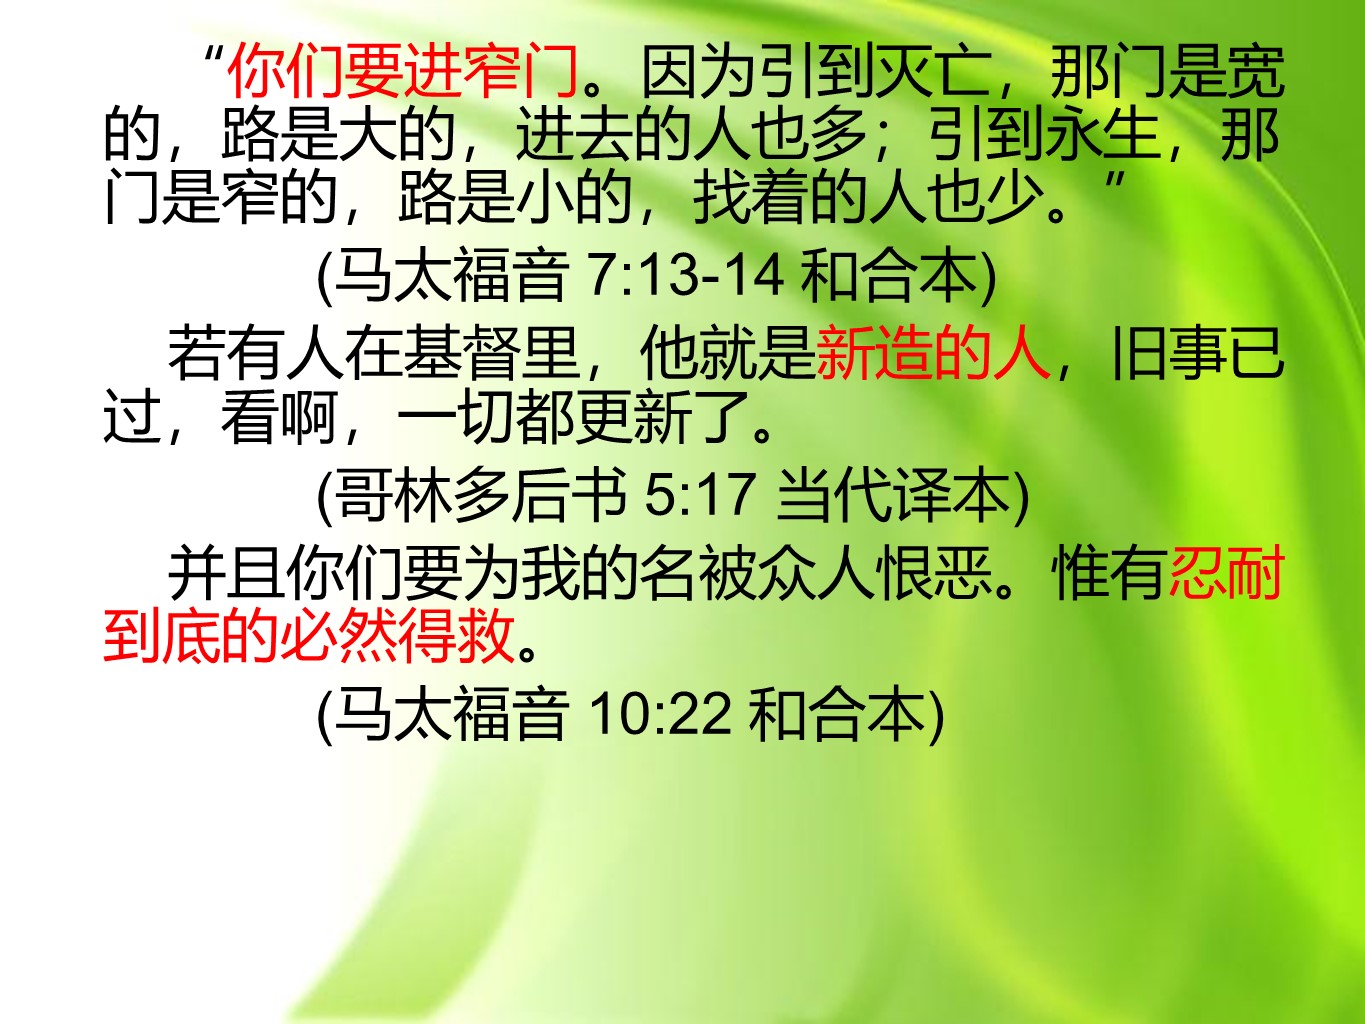 “你们要进窄门。因为引到灭亡，那门是宽
的，路是大的，进去的人也多；引到永生，那
门是窄的，路是小的，找着的人也少。”
(马太福音 7:13-14 和合本)
若有人在基督里，他就是新造的人，旧事已
过，看啊，一切都更新了。
(哥林多后书 5:17 当代译本)
并且你们要为我的名被众人恨恶。惟有忍耐
到底的必然得救。
(马太福音 10:22 和合本)